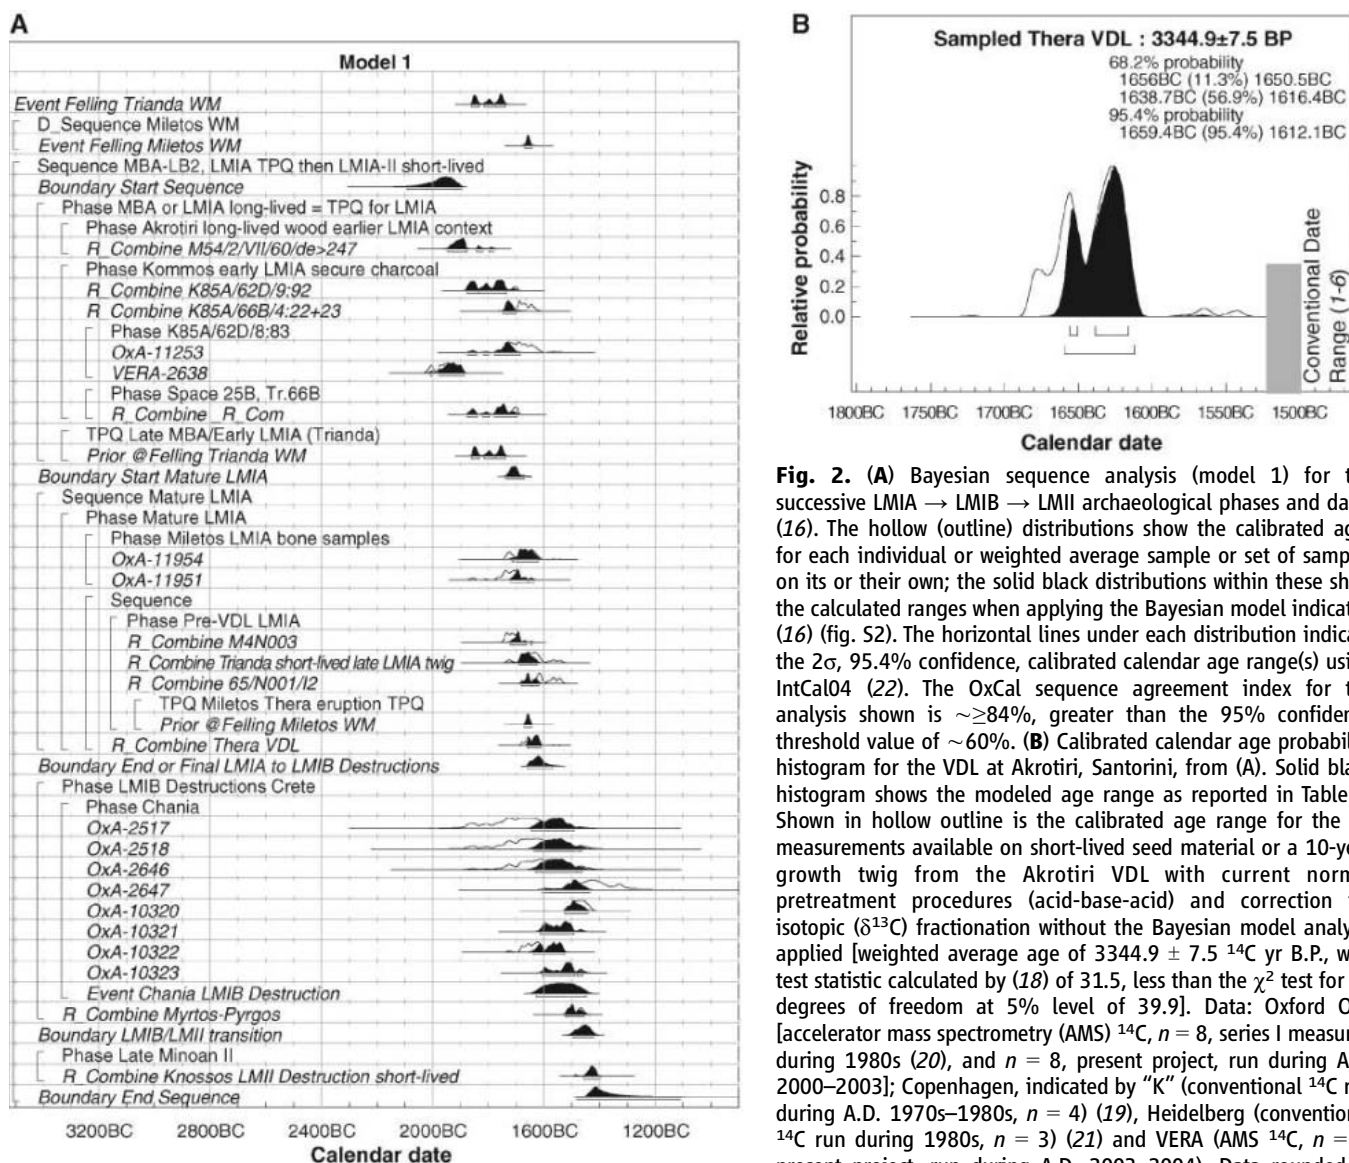 A
Model 1
Event Felling Trianda WM
D_Sequence Miletos WM
Event Felling Miletos WM
Sequence MBA-LB2, LMIA TPQ then LMIA-II short-lived
Boundary Start Sequence
Phase MBA or LMIA long-lived = TPQ for LMIA
Phase Akrotiri long-lived wood earlier LMIA context
R_Combine M54/2/VII/60/de>247
Phase Kommos early LMIA secure charcoal
R_Combine K85A/62D/9:92
R_Combine K85A/66B/4:22+23
Phase K85A/62D/8:83
OxA-11253
VERA-2638
Phase Space 25B, Tr.66B
R_Combine _R_Com
TPQ Late MBA/Early LMIA (Trianda)
Prior @Felling Trianda WM
Boundary Start Mature LMIA
Sequence Mature LMIA
Phase Mature LMIA
Phase Miletos LMIA bone samples
OxA-11954
OxA-11951
Sequence
Phase Pre-VDL LMIA
R_Combine M4N003
R_Combine Trianda short-lived late LMIA twig
R_Combine 65/N001/I2
TPQ Miletos Thera eruption TPQ
Prior @Felling Miletos WM
R_Combine Thera VDL
Boundary End or Final LMIA to LMIB Destructions
Phase LMIB Destructions Crete
Phase Chania
OxA-2517
OxA-2518
OxA-2646
OxA-2647
OxA-10320
OxA-10321
OxA-10322
OxA-10323
Event Chania LMIB Destruction
R_Combine Myrtos-Pyrgos
Boundary LMIB/LMII transition
Phase Late Minoan II
R_Combine Knossos LMII Destruction short-lived
Boundary End Sequence
3200BC 2800BC 2400BC 2000BC 1600BC 1200BC
Calendar date
B
Sampled Thera VDL : 3344.9±7.5 BP
68.2% probability
1656BC (11.3%) 1650.5BC
1638.7BC (56.9%) 1616.4BC
95.4% probability
1659.4BC (95.4%) 1612.1BC
Relative probability
0.8
0.6
0.4
0.2
0.0
Conventional Date
Range (1-6)
1800BC 1750BC 1700BC 1650BC 1600BC 1550BC 1500BC
Calendar date
Fig. 2. (A) Bayesian sequence analysis (model 1) for
successive LMIA → LMIB → LMII archaeological phases and
(16). The hollow (outline) distributions show the calibrated
for each individual or weighted average sample or set of
on its or their own; the solid black distributions within these
the calculated ranges when applying the Bayesian model
(16) (fig. S2). The horizontal lines under each distribution
the 2σ, 95.4% confidence, calibrated calendar age range(s)
IntCal04 (22). The OxCal sequence agreement index for
analysis shown is ~≥84%, greater than the 95%
threshold value of ~60%. (B) Calibrated calendar age
histogram for the VDL at Akrotiri, Santorini, from (A). Solid
histogram shows the modeled age range as reported in Table
Shown in hollow outline is the calibrated age range for the
measurements available on short-lived seed material or a
growth twig from the Akrotiri VDL with current
pretreatment procedures (acid-base-acid) and correction
isotopic (δ13C) fractionation without the Bayesian model
applied [weighted average age of 3344.9 ± 7.5 14C yr B.P.,
test statistic calculated by (18) of 31.5, less than the χ2 test for
degrees of freedom at 5% level of 39.9]. Data: Oxford
[accelerator mass spectrometry (AMS) 14C, n = 8, series I
during 1980s (20), and n = 8, present project, run during
2000–2003]; Copenhagen, indicated by “K” (conventional 14C
during A.D. 1970s–1980s, n = 4) (19), Heidelberg
14C run during 1980s, n = 3) (21) and VERA (AMS 14C, n =